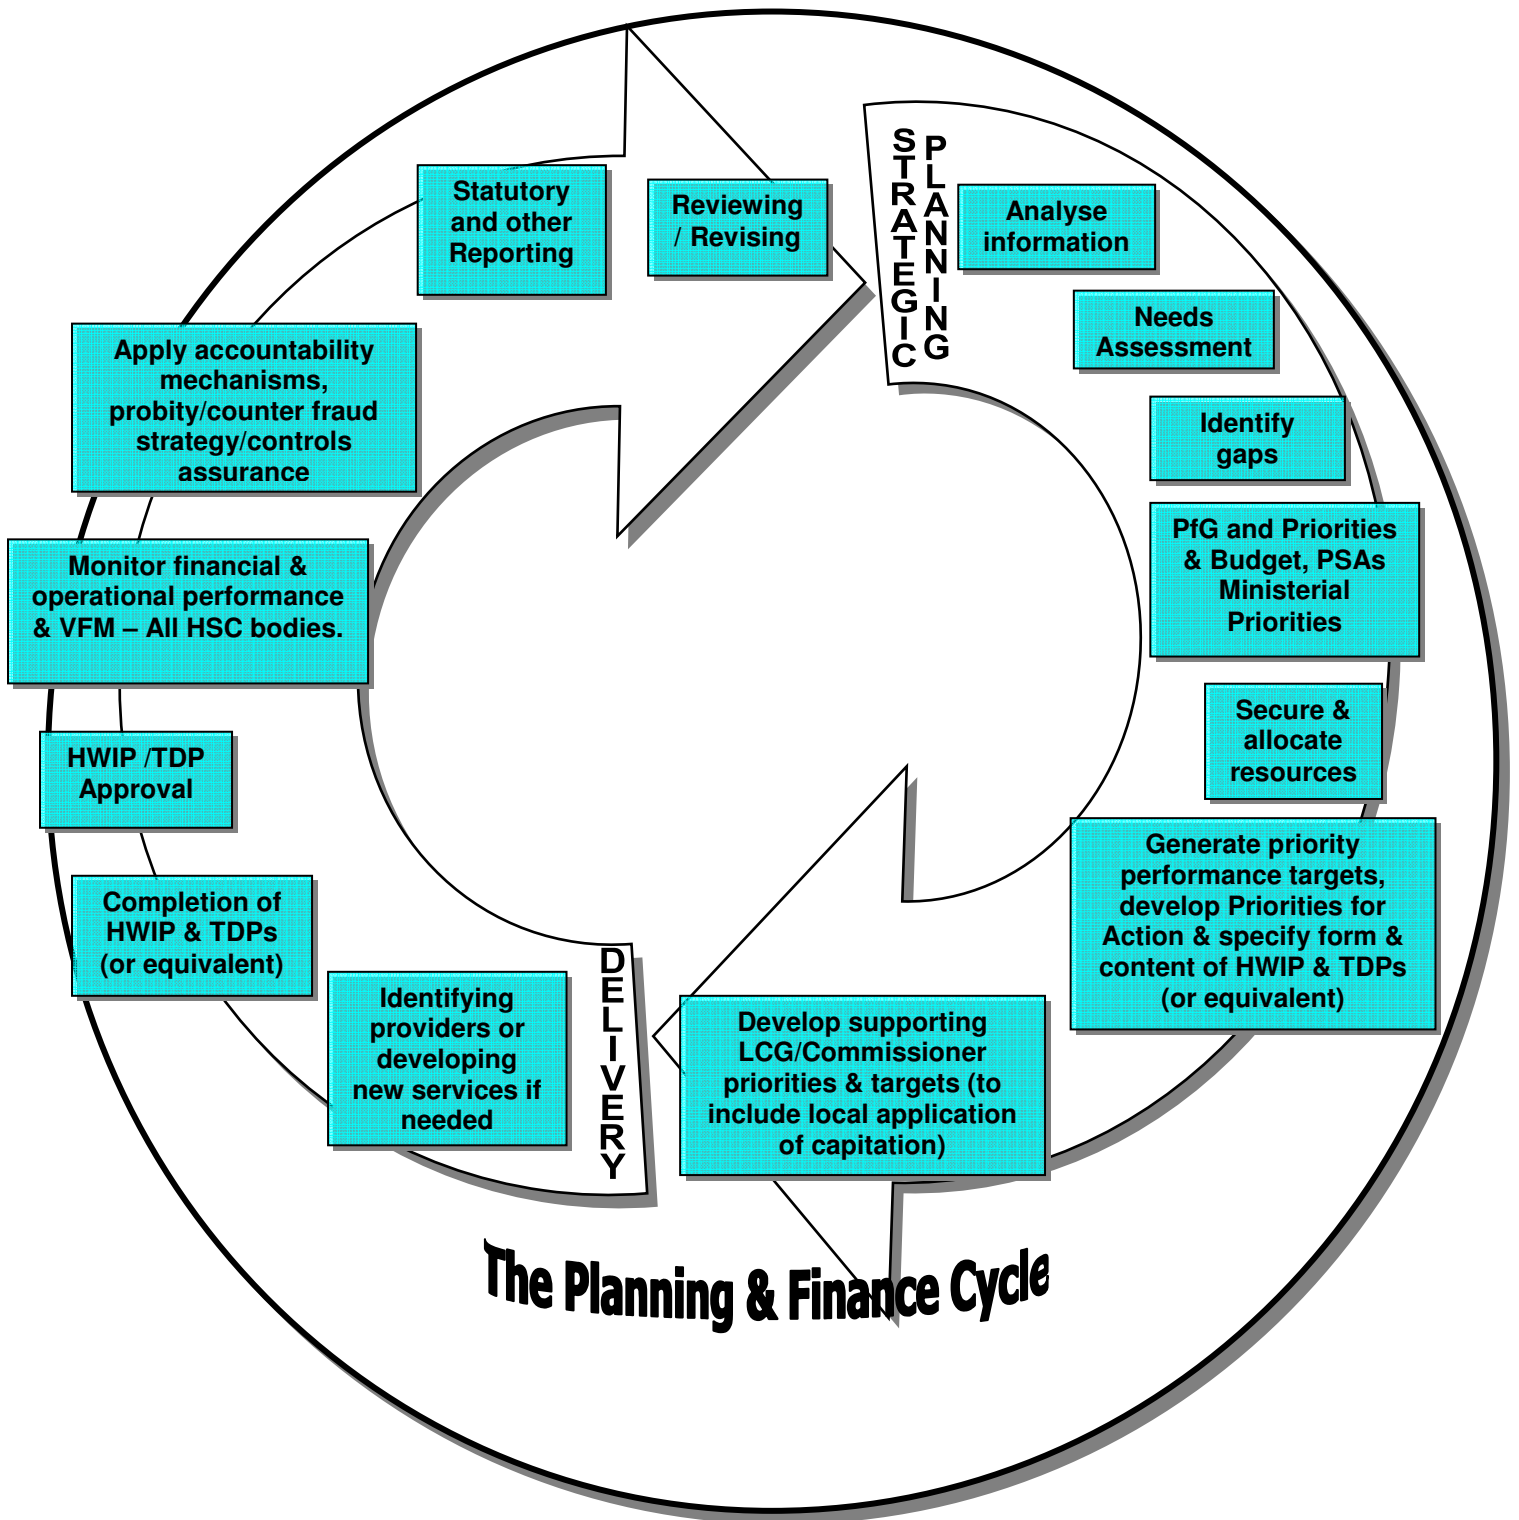 STRATEGIC
PLANNING
Analyse
information
Needs
Assessment
Identify
gaps
PfG and Priorities
& Budget, PSAs
Ministerial
Priorities
Secure &
allocate
resources
Generate priority
performance targets,
develop Priorities for
Action & specify form &
content of HWIP & TDPs
(or equivalent)
Develop supporting
LCG/Commissioner
priorities & targets (to
include local application
of capitation)
DELIVERY
Identifying
providers or
developing
new services if
needed
Completion of
HWIP & TDPs
(or equivalent)
HWIP /TDP
Approval
Monitor financial &
operational performance
& VFM – All HSC bodies.
Apply accountability
mechanisms,
probity/counter fraud
strategy/controls
assurance
Statutory
and other
Reporting
Reviewing
/ Revising
The Planning & Finance Cycle